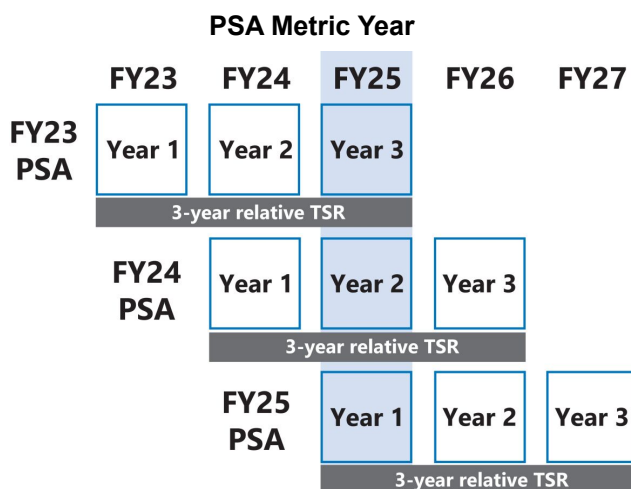 PSA Metric Year
FY23 FY24 FY25 FY26 FY27
FY23
PSA
Year 1 Year 2 Year 3
3-year relative TSR
FY24
PSA
Year 1 Year 2 Year 3
3-year relative TSR
FY25
PSA
Year 1 Year 2 Year 3
3-year relative TSR